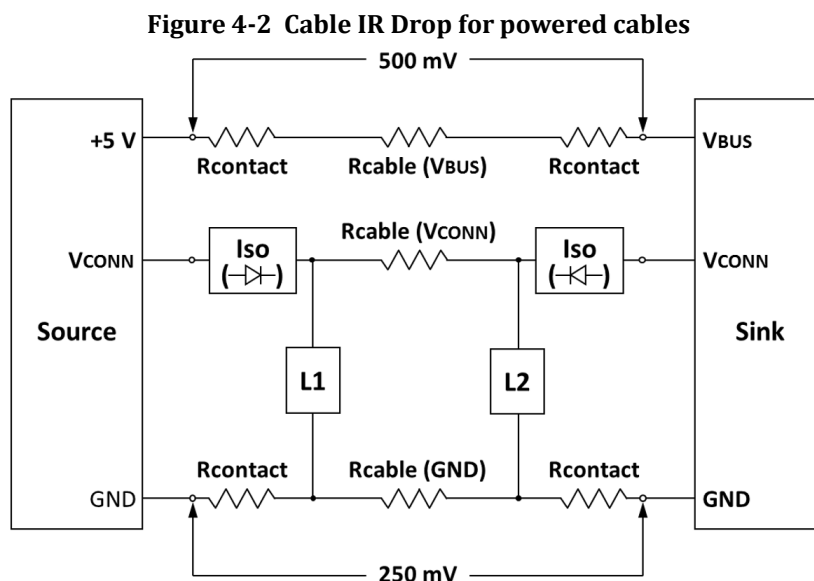 Figure 4-2 Cable IR Drop for powered cables
500 mV
+5 V
VBUS
Rcontact
Rcable (VBUS)
Rcontact
Iso
Rcable (VCONN)
Iso
VCONN
VCONN
Source
L1
L2
Sink
Rcontact
Rcable (GND)
Rcontact
GND
GND
250 mV